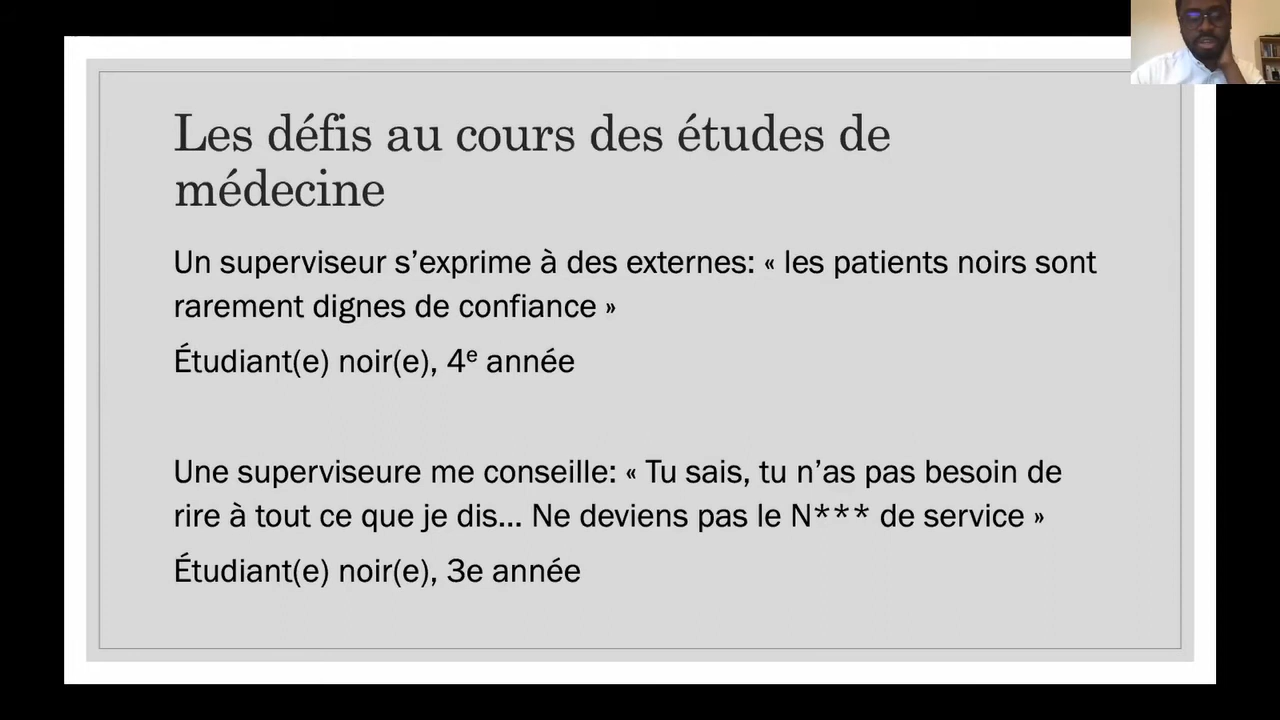 Les défis au cours des études de
médecine
Un superviseur s’exprime à des externes: « les patients noirs sont
rarement dignes de confiance »
Étudiant(e) noir(e), 4e année
Une superviseure me conseille: « Tu sais, tu n’as pas besoin de
rire à tout ce que je dis... Ne deviens pas le N*** de service »
Étudiant(e) noir(e), 3e année